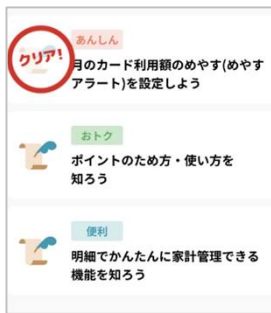 クリア!
あんしん
月のカード利用額のめやす(めやす
アラート)を設定しよう
おトク
ポイントのため方・使い方を
知ろう
便利
明細でかんたんに家計管理できる
機能を知ろう